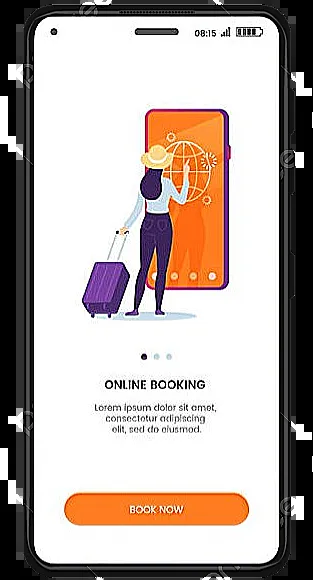 08:15
ONLINE BOOKING
Lorem ipsum dolor sit amet,
consectetur adipiscing
elit, sed do eiusmod.
BOOK NOW